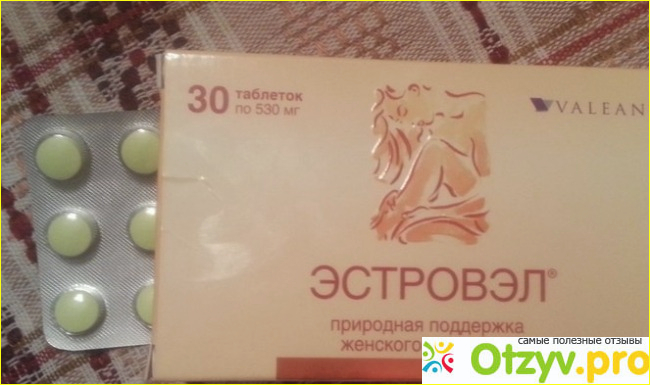 30 таблеток
по 530 мг
VALEAN
ЭСТРОВЭЛ®
природная поддержка
женского
самые полезные отзывы
Otzyv.pro